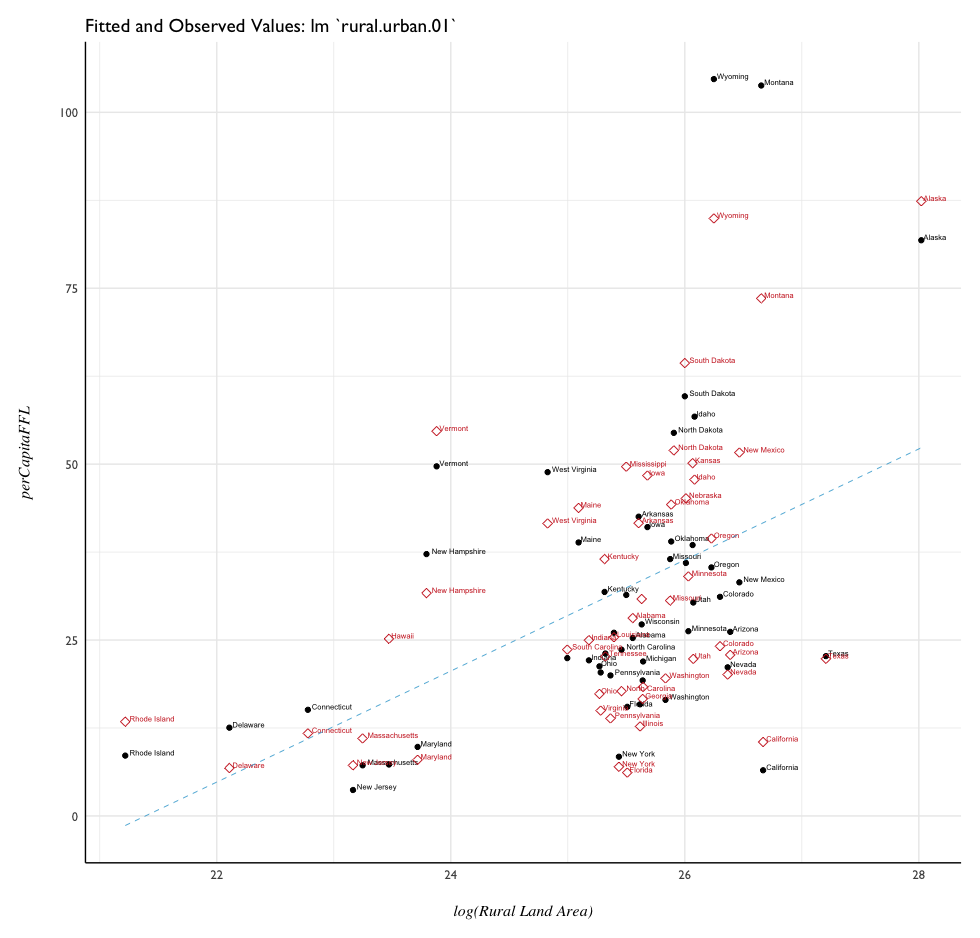 Fitted and Observed Values: lm `rural.urban.01`
perCapitaFFL
100
75
50
25
0
Wyoming
Montana
Alaska
Wyoming
Alaska
Montana
South Dakota
South Dakota
Idaho
Vermont
North Dakota
North Dakota
New Mexico
Vermont
Mississippi
Kansas
West Virginia
Iowa
Idaho
Nebraska
Oklahoma
Maine
Arkansas
West Virginia
Arkansas
Iowa
Maine
Oklahoma
Oregon
New Hampshire
Kentucky
Missouri
Oregon
Minnesota
New Mexico
New Hampshire
Kentucky
Missouri
Utah
Colorado
Alabama
Wisconsin
Hawaii
Indiana
Louisiana
Alabama
Minnesota
Arizona
South Carolina
North Carolina
Colorado
Tennessee
Indiana
Michigan
Utah
Arizona
Texas
Texas
Ohio
Nevada
Pennsylvania
Nevada
Washington
Ohio
North Carolina
Georgia
Washington
Connecticut
Virginia
Florida
Rhode Island
Delaware
Pennsylvania
Illinois
Connecticut
Massachusetts
California
Maryland
Rhode Island
Maryland
New York
Delaware
Massachusetts
New York
Florida
California
New Jersey
22
24
26
28
log(Rural Land Area)